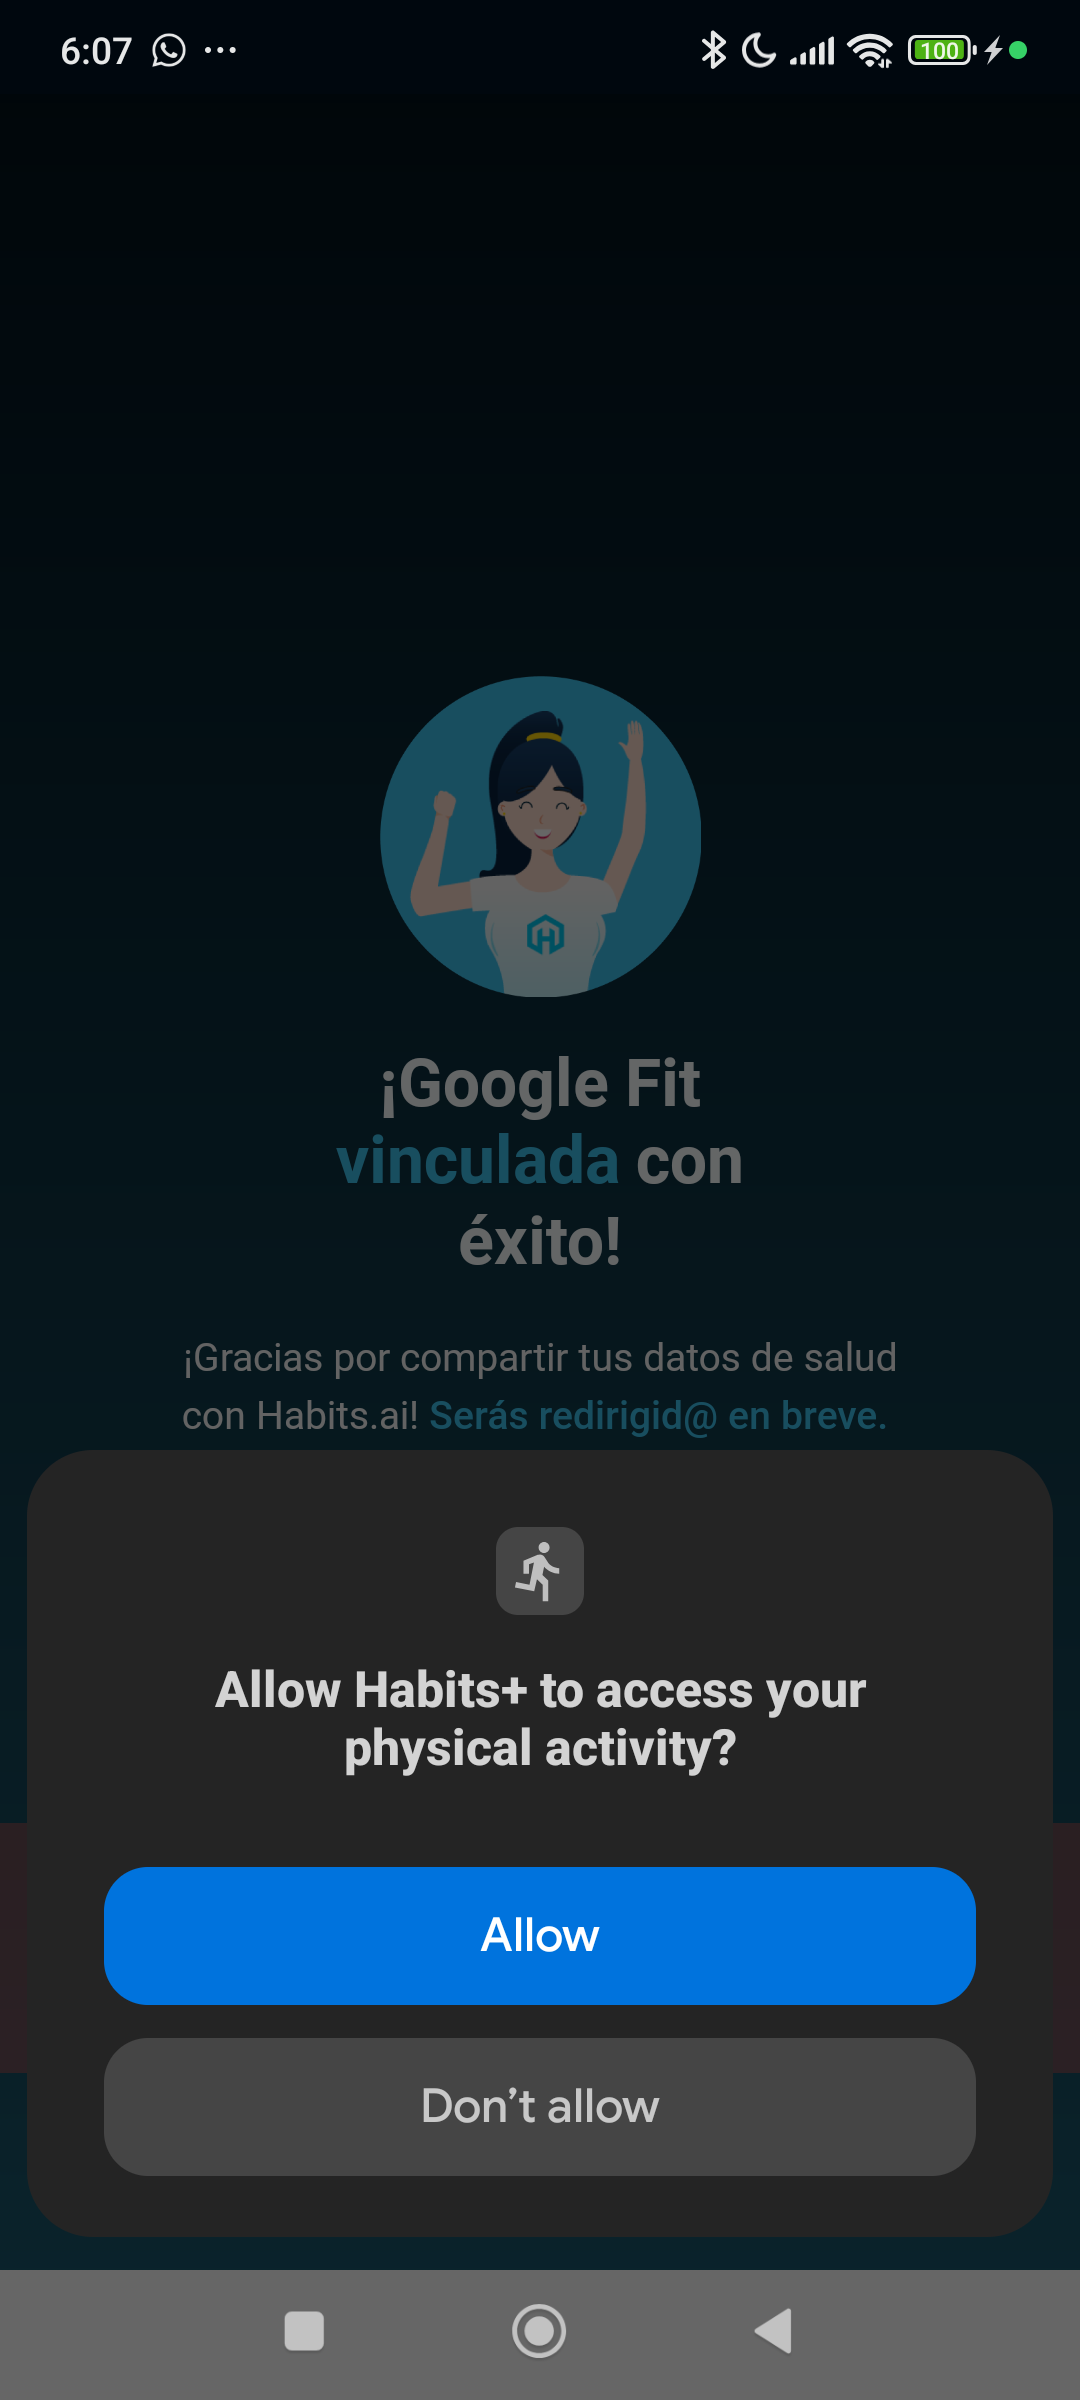 6:07
100
¡Google Fit
vinculada con
éxito!
¡Gracias por compartir tus datos de salud
con Habits.ai! Serás redirigid@ en breve.
Allow Habits+ to access your
physical activity?
Allow
Don’t allow